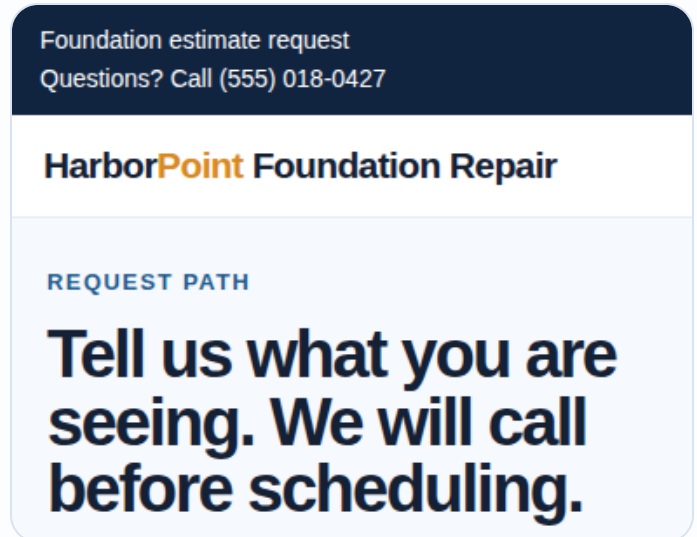 Foundation estimate request
Questions? Call (555) 018-0427
HarborPoint Foundation Repair
REQUEST PATH
Tell us what you are
seeing. We will call
before scheduling.